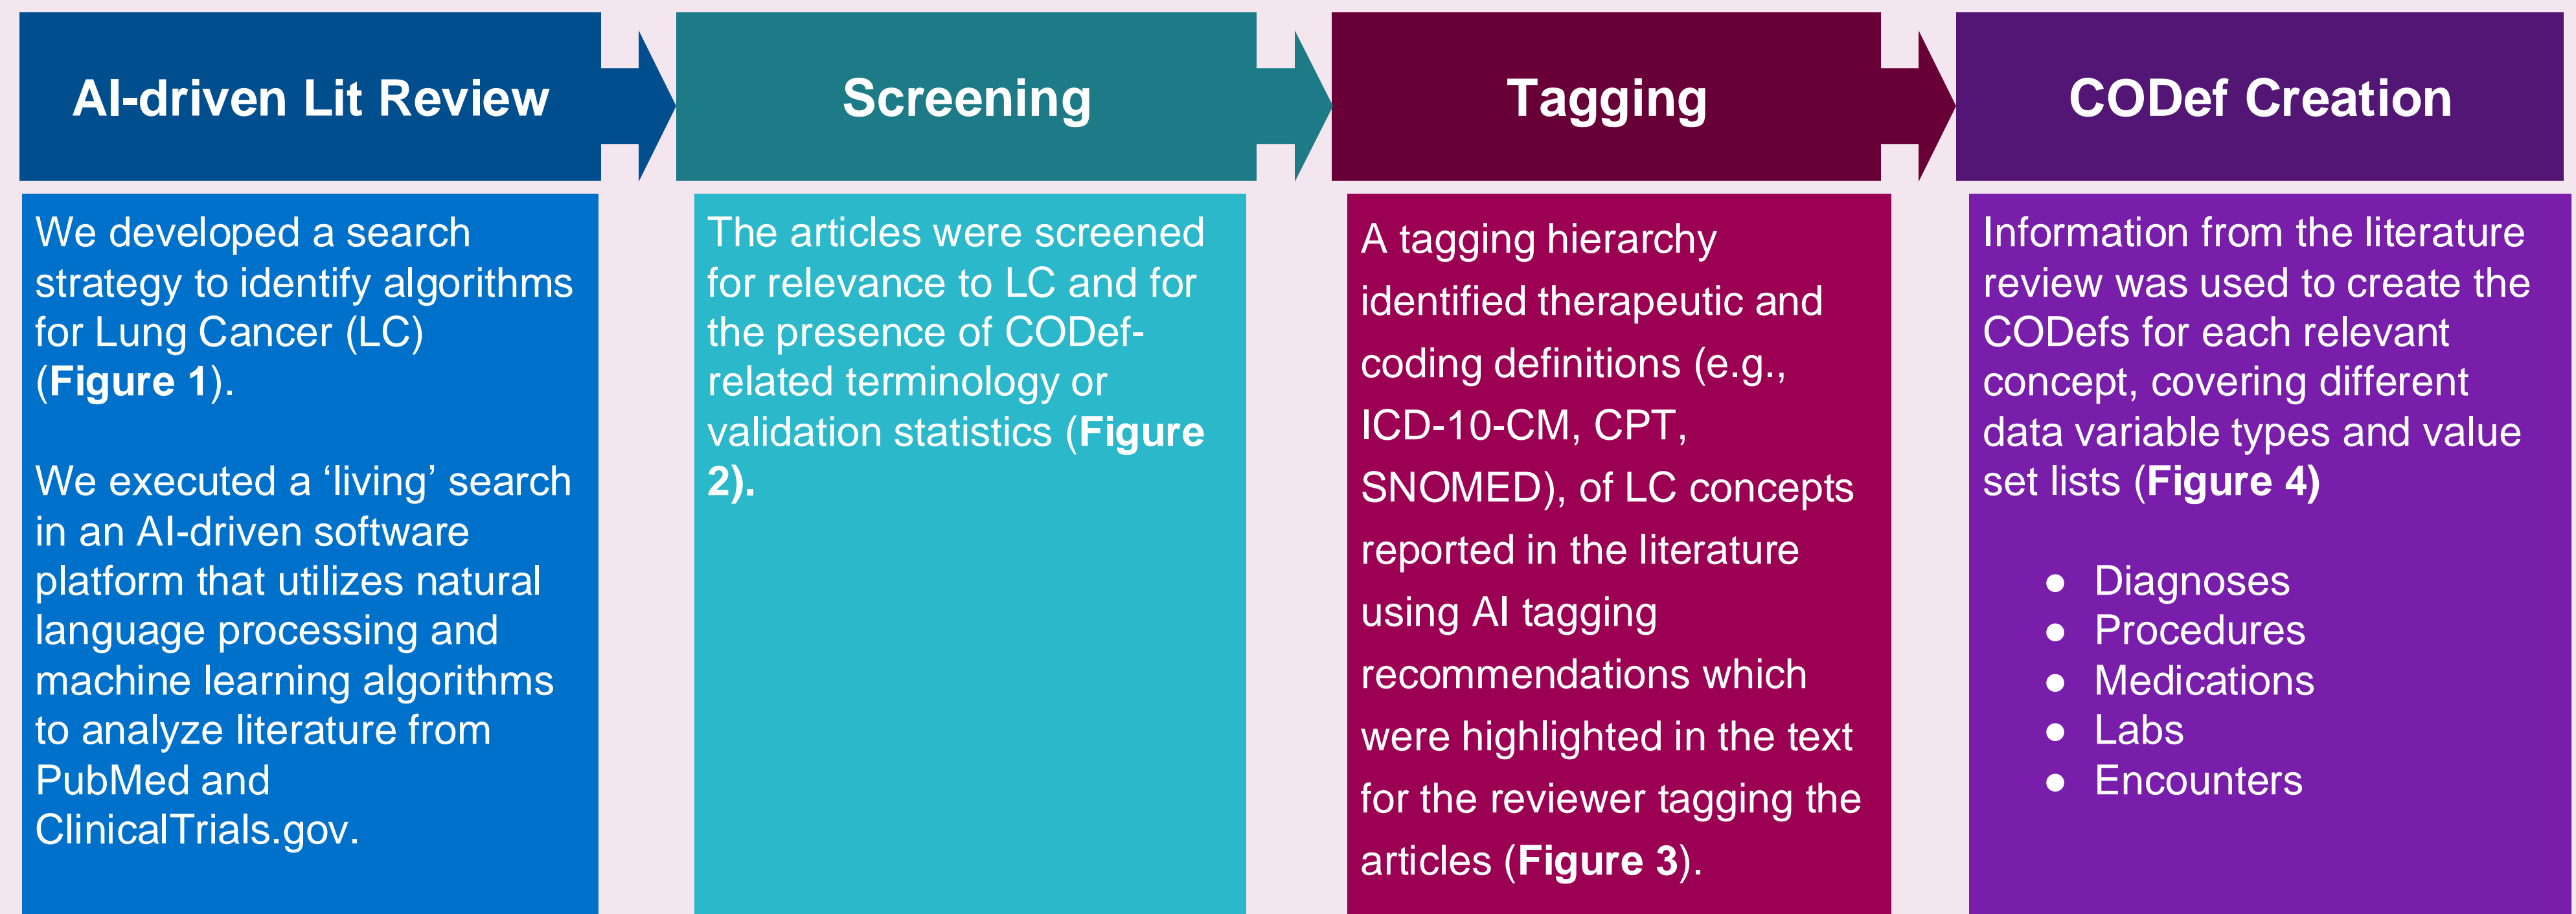 AI-driven Lit Review
We developed a search
strategy to identify algorithms
for Lung Cancer (LC)
(Figure 1).
We executed a ‘living’ search
in an AI-driven software
platform that utilizes natural
language processing and
machine learning algorithms
to analyze literature from
PubMed and
ClinicalTrials.gov.
Screening
The articles were screened
for relevance to LC and for
the presence of CODef-
related terminology or
validation statistics (Figure
2).
Tagging
A tagging hierarchy
identified therapeutic and
coding definitions (e.g.,
ICD-10-CM, CPT,
SNOMED), of LC concepts
reported in the literature
using AI tagging
recommendations which
were highlighted in the text
for the reviewer tagging the
articles (Figure 3).
CODef Creation
Information from the literature
review was used to create the
CODefs for each relevant
concept, covering different
data variable types and value
set lists (Figure 4)
● Diagnoses
● Procedures
● Medications
● Labs
● Encounters